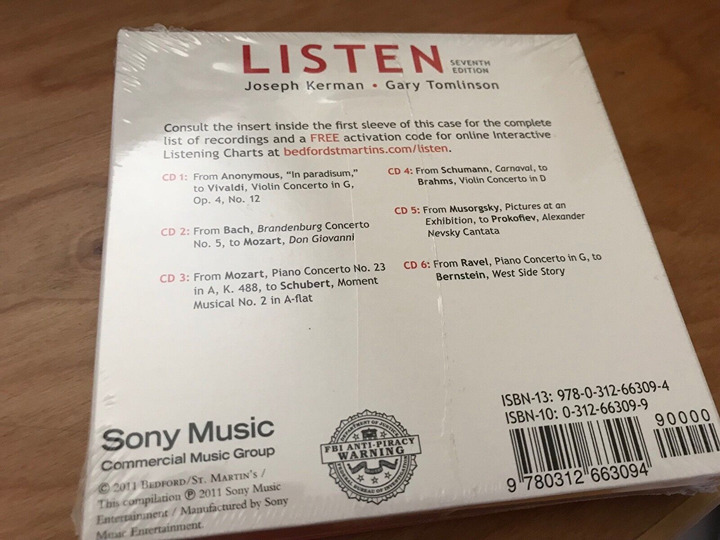 LISTEN SEVENTH
EDITION
Joseph Kerman • Gary Tomlinson
Consult the insert inside the first sleeve of this case for the complete
list of recordings and a FREE activation code for online Interactive
Listening Charts at bedfordstmartins.com/listen.
CD 1: From Anonymous, "In paradisum,"
to Vivaldi, Violin Concerto in G,
Op. 4, No. 12
CD 2: From Bach, Brandenburg Concerto
No. 5, to Mozart, Don Giovanni
CD 3: From Mozart, Piano Concerto No. 23
in A, K. 488, to Schubert, Moment
Musical No. 2 in A-flat
CD 4: From Schumann, Carnaval, to
Brahms, Violin Concerto in D
CD 5: From Musorgsky, Pictures at an
Exhibition, to Prokofiev, Alexander
Nevsky Cantata
CD 6: From Ravel, Piano Concerto in G, to
Bernstein, West Side Story
Sony Music
Commercial Music Group
© 2011 BEDFORD/ST. MARTIN'S /
This compilation ℗ 2011 Sony Music
Entertainment / Manufactured by Sony
Music Entertainment.
DEPARTMENT OF JUSTICE
FBI ANTI-PIRACY
WARNING
FEDERAL BUREAU OF INVESTIGATION
ISBN-13: 978-0-312-66309-4
ISBN-10: 0-312-66309-9
90000
9 780312 663094